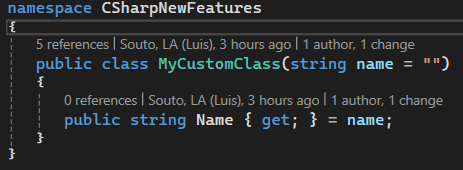 namespace CSharpNewFeatures
{
5 references | Souto, LA (Luis), 3 hours ago | 1 author, 1 change
public class MyCustomClass(string name = "")
{
0 references | Souto, LA (Luis), 3 hours ago | 1 author, 1 change
public string Name { get; } = name;
}
}